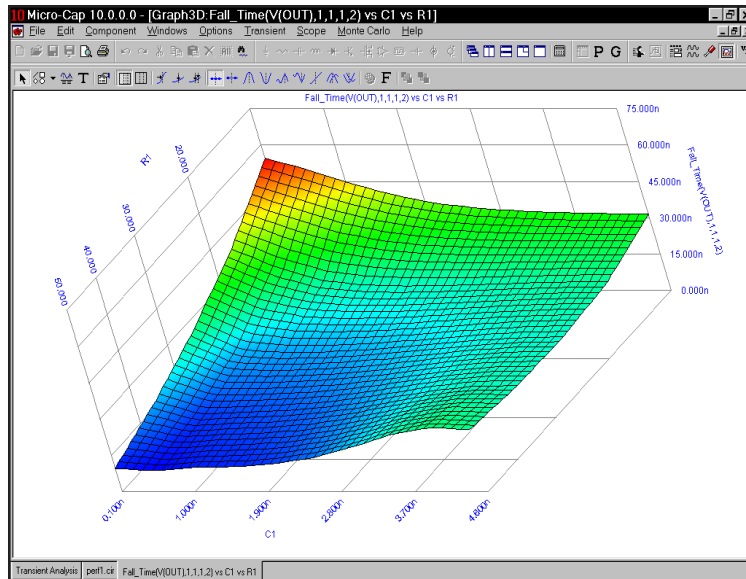 10 Micro-Cap 10.0.0.0 - [Graph3D:Fall_Time(V(OUT),1,1,1,2) vs C1 vs R1]
File Edit Component Windows Options Transient Scope Monte Carlo Help
P G
T F
Fall_Time(V(OUT),1,1,1,2) vs C1 vs R1
75.000n
60.000n
45.000n
30.000n
15.000n
0.000n
Fall_Time(V(OUT),1,1,1,2)
R1
20.000
30.000
40.000
50.000
0.100n
1.000n
1.900n
2.800n
3.700n
4.600n
C1
Transient Analysis perf1.cir Fall_Time(V(OUT),1,1,1,2) vs C1 vs R1